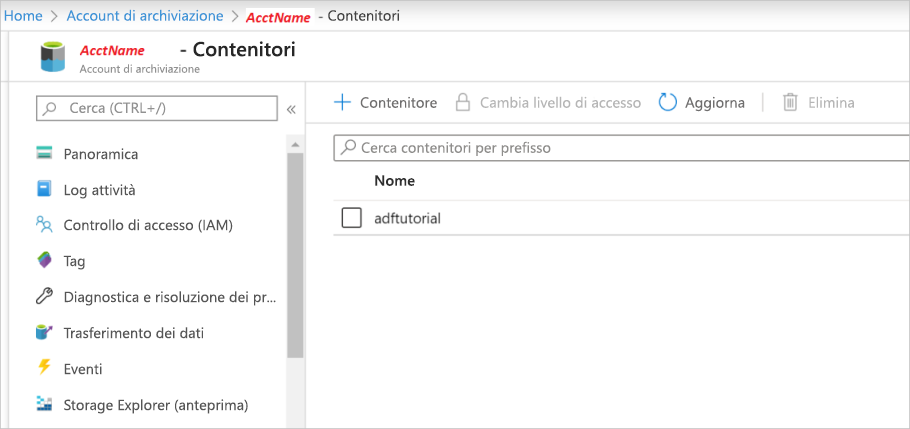 Home > Account di archiviazione > AcctName - Contenitori
AcctName - Contenitori
Account di archiviazione
Cerca (CTRL+/)
«
Panoramica
Log attività
Controllo di accesso (IAM)
Tag
Diagnostica e risoluzione dei pr...
Trasferimento dei dati
Eventi
Storage Explorer (anteprima)
+ Contenitore Cambia livello di accesso Aggiorna Elimina
Cerca contenitori per prefisso
Nome
adftutorial